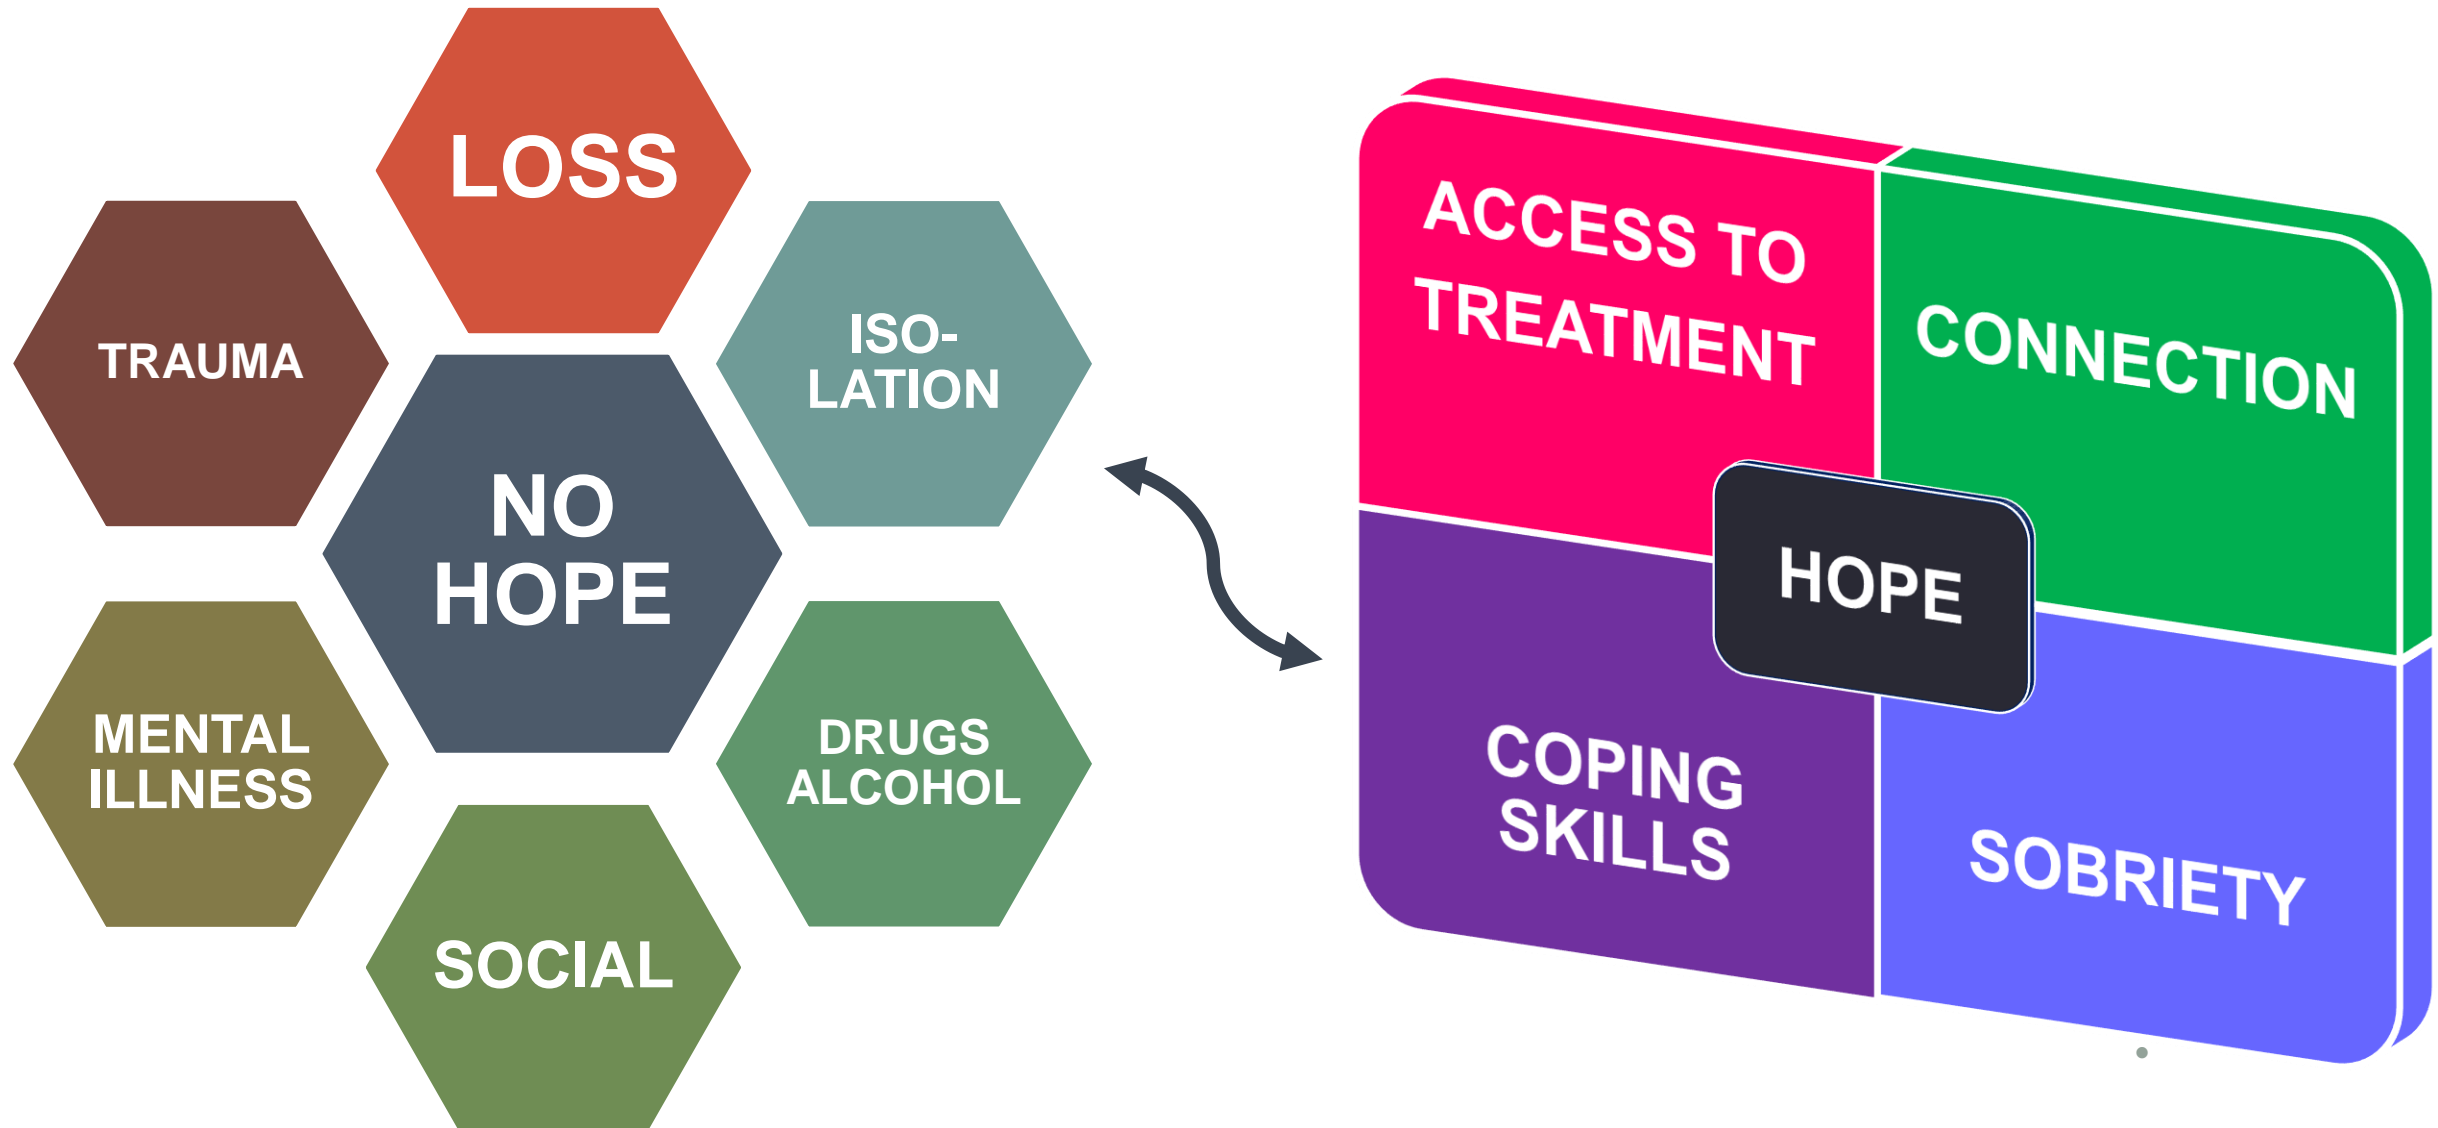 LOSS
TRAUMA
ISO-
LATION
NO
HOPE
MENTAL
ILLNESS
DRUGS
ALCOHOL
SOCIAL
ACCESS TO
TREATMENT
CONNECTION
HOPE
COPING
SKILLS
SOBRIETY